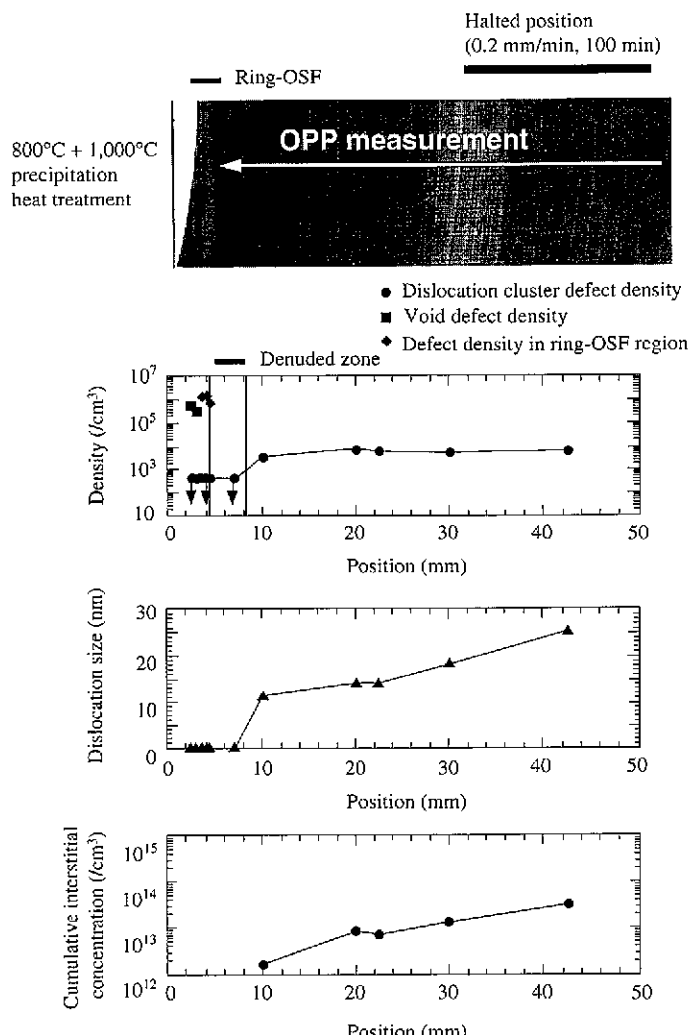 Halted position
(0.2 mm/min, 100 min)
Ring-OSF
800°C + 1,000°C
precipitation
heat treatment
OPP measurement
● Dislocation cluster defect density
■ Void defect density
◆ Defect density in ring-OSF region
Denuded zone
Density (/cm³)
10⁷
10⁵
10³
10
0 10 20 30 40 50
Position (mm)
Dislocation size (nm)
30
20
10
0
0 10 20 30 40 50
Position (mm)
Cumulative interstitial
concentration (/cm³)
10¹⁵
10¹⁴
10¹³
10¹²
0 10 20 30 40 50
Position (mm)